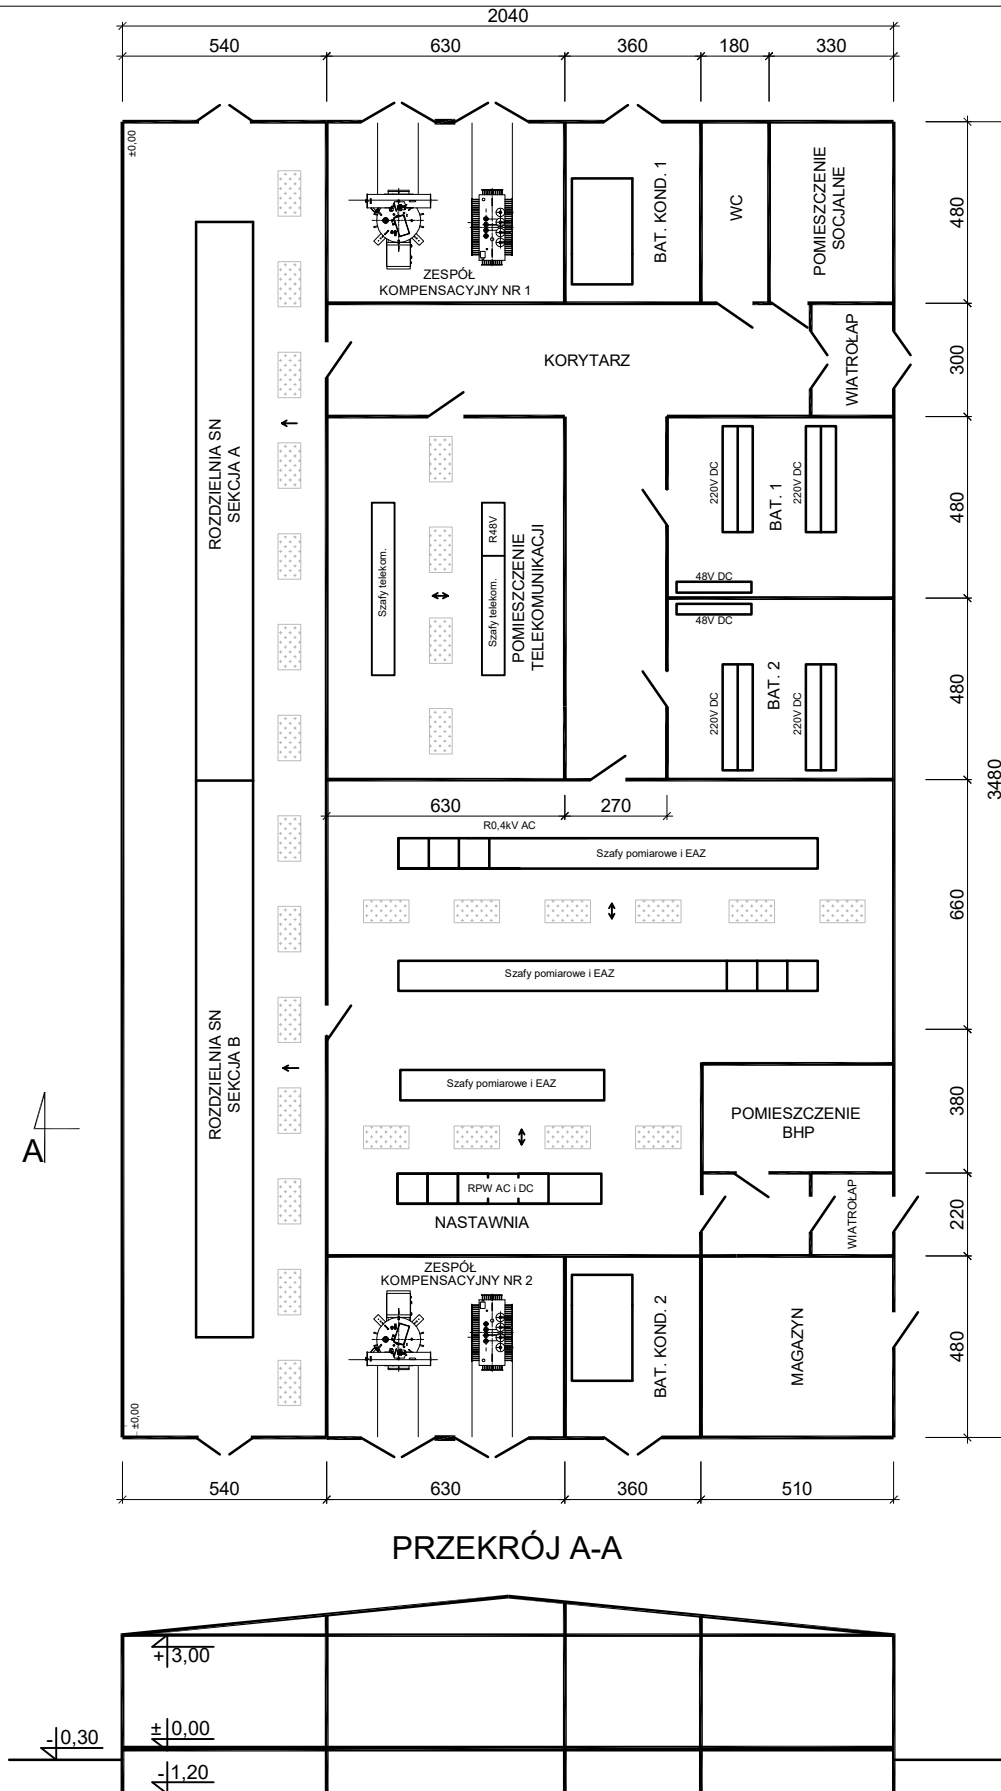 2040
540 630 360 180 330
±0,00
ZESPÓŁ
KOMPENSACYJNY NR 1
BAT. KOND. 1
WC
POMIESZCZENIE
SOCJALNE
480
KORYTARZ
WIATROŁAP
300
ROZDZIELNIA SN
SEKCJA A
Szafy telekom.
R48V
Szafy telekom.
POMIESZCZENIE
TELEKOMUNIKACJI
220V DC
BAT. 1
220V DC
48V DC
480
48V DC
220V DC
BAT. 2
220V DC
480
3480
630 270
R0,4kV AC
Szafy pomiarowe i EAZ
660
Szafy pomiarowe i EAZ
ROZDZIELNIA SN
SEKCJA B
Szafy pomiarowe i EAZ
POMIESZCZENIE
BHP
380
A
RPW AC i DC
NASTAWNIA
WIATROŁAP
220
ZESPÓŁ
KOMPENSACYJNY NR 2
BAT. KOND. 2
MAGAZYN
480
±0,00
540 630 360 510
PRZEKRÓJ A-A
+3,00
-0,30
±0,00
-1,20